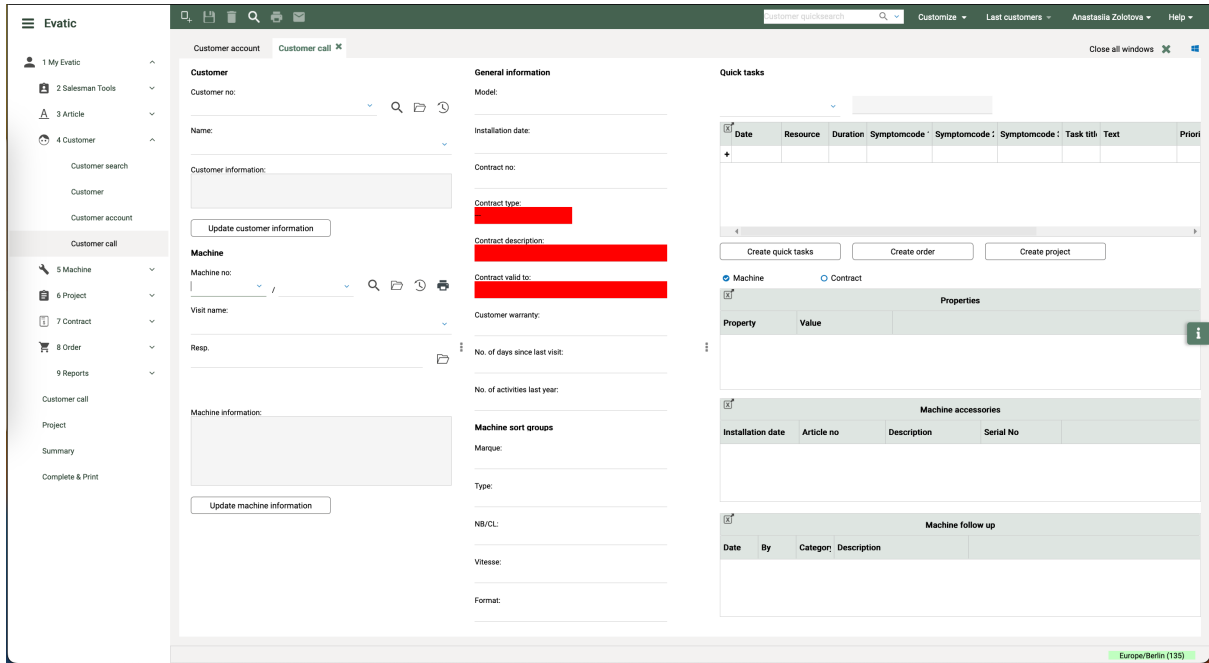 Evatic
Customer quicksearch
Customize
Last customers
Anastasiia Zolotova
Help
Customer account
Customer call
Close all windows
1 My Evatic
2 Salesman Tools
3 Article
4 Customer
Customer search
Customer
Customer account
Customer call
5 Machine
6 Project
7 Contract
8 Order
9 Reports
Customer call
Project
Summary
Complete & Print
Customer
Customer no:
Name:
Customer information:
Update customer information
Machine
Machine no:
/
Visit name:
Resp.
Machine information:
Update machine information
General information
Model:
Installation date:
Contract no:
Contract type:
Contract description:
Contract valid to:
Customer warranty:
No. of days since last visit:
No. of activities last year:
Machine sort groups
Marque:
Type:
NB/CL:
Vitesse:
Format:
Quick tasks
Date Resource Duration Symptomcode Symptomcode Symptomcode Task title Text Priori
Create quick tasks
Create order
Create project
Machine
Contract
Properties
Property Value
Machine accessories
Installation date Article no Description Serial No
Machine follow up
Date By Category Description
Europe/Berlin (135)